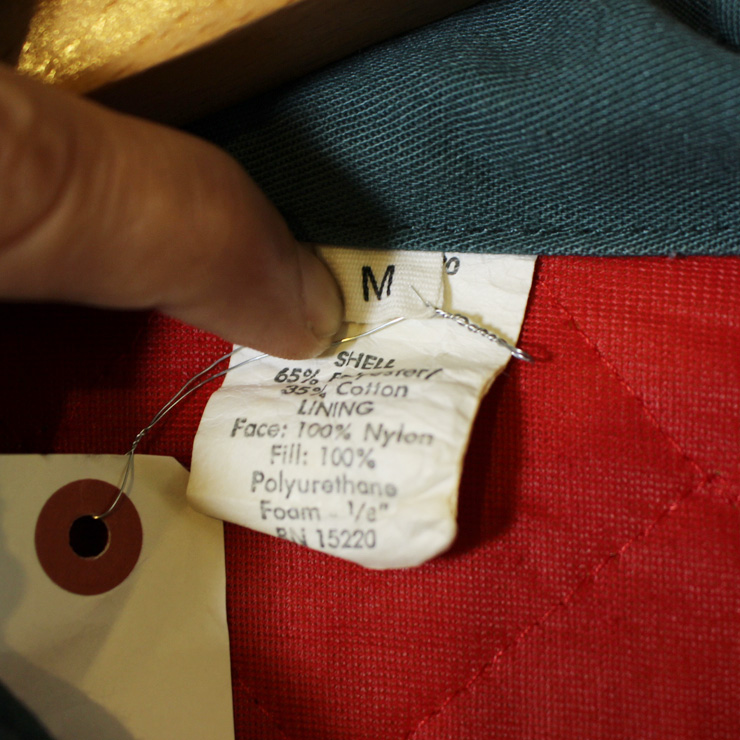 M
SHELL
65% Polyester/
35% Cotton
LINING
Face: 100% Nylon
Fill: 100%
Polyurethane
Foam - 1/8"
RN 15220